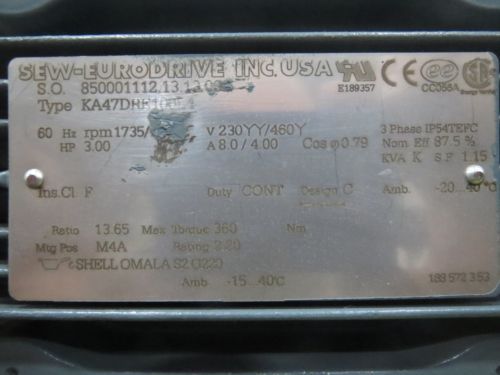 SEW-EURODRIVE INC. USA
S.O. 850001112.13.13
E189357
CC056A
Type
60 Hz rpm 1735/ V 230YY/460Y 3 Phase IP54TEFC
HP 3.00 A 8.0 / 4.00 Cos φ 0.79 Nom Eff 87.5 %
KVA K S.F 1.15
Ins.Cl F Duty CONT Design C Amb. -20...40°C
Ratio 13.65 Max Torque 360 Nm
Mtg Pos M4A Rating 2.20
SHELL OMALA S2 G220
Amb -15...40°C
188 572 3.53